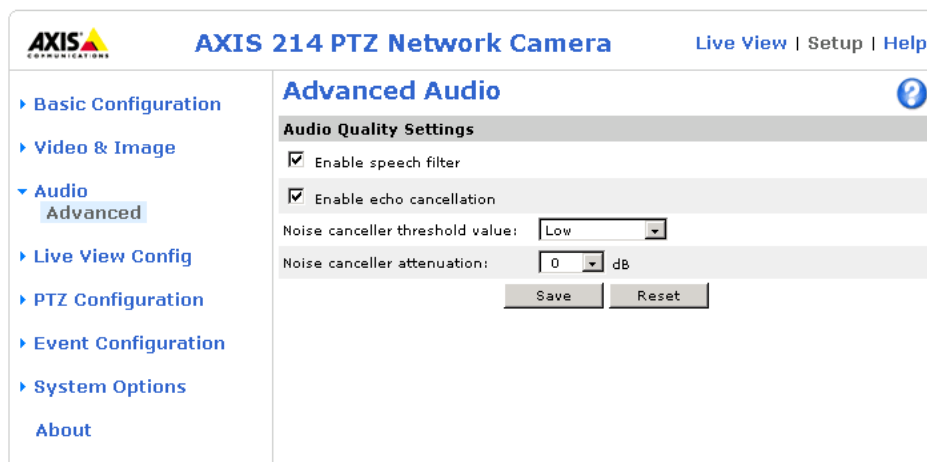 AXIS
COMMUNICATIONS
AXIS 214 PTZ Network Camera
Live View | Setup | Help
Basic Configuration
Video & Image
Audio
Advanced
Live View Config
PTZ Configuration
Event Configuration
System Options
About
Advanced Audio
?
Audio Quality Settings
Enable speech filter
Enable echo cancellation
Noise canceller threshold value: Low
Noise canceller attenuation: 0 dB
Save Reset